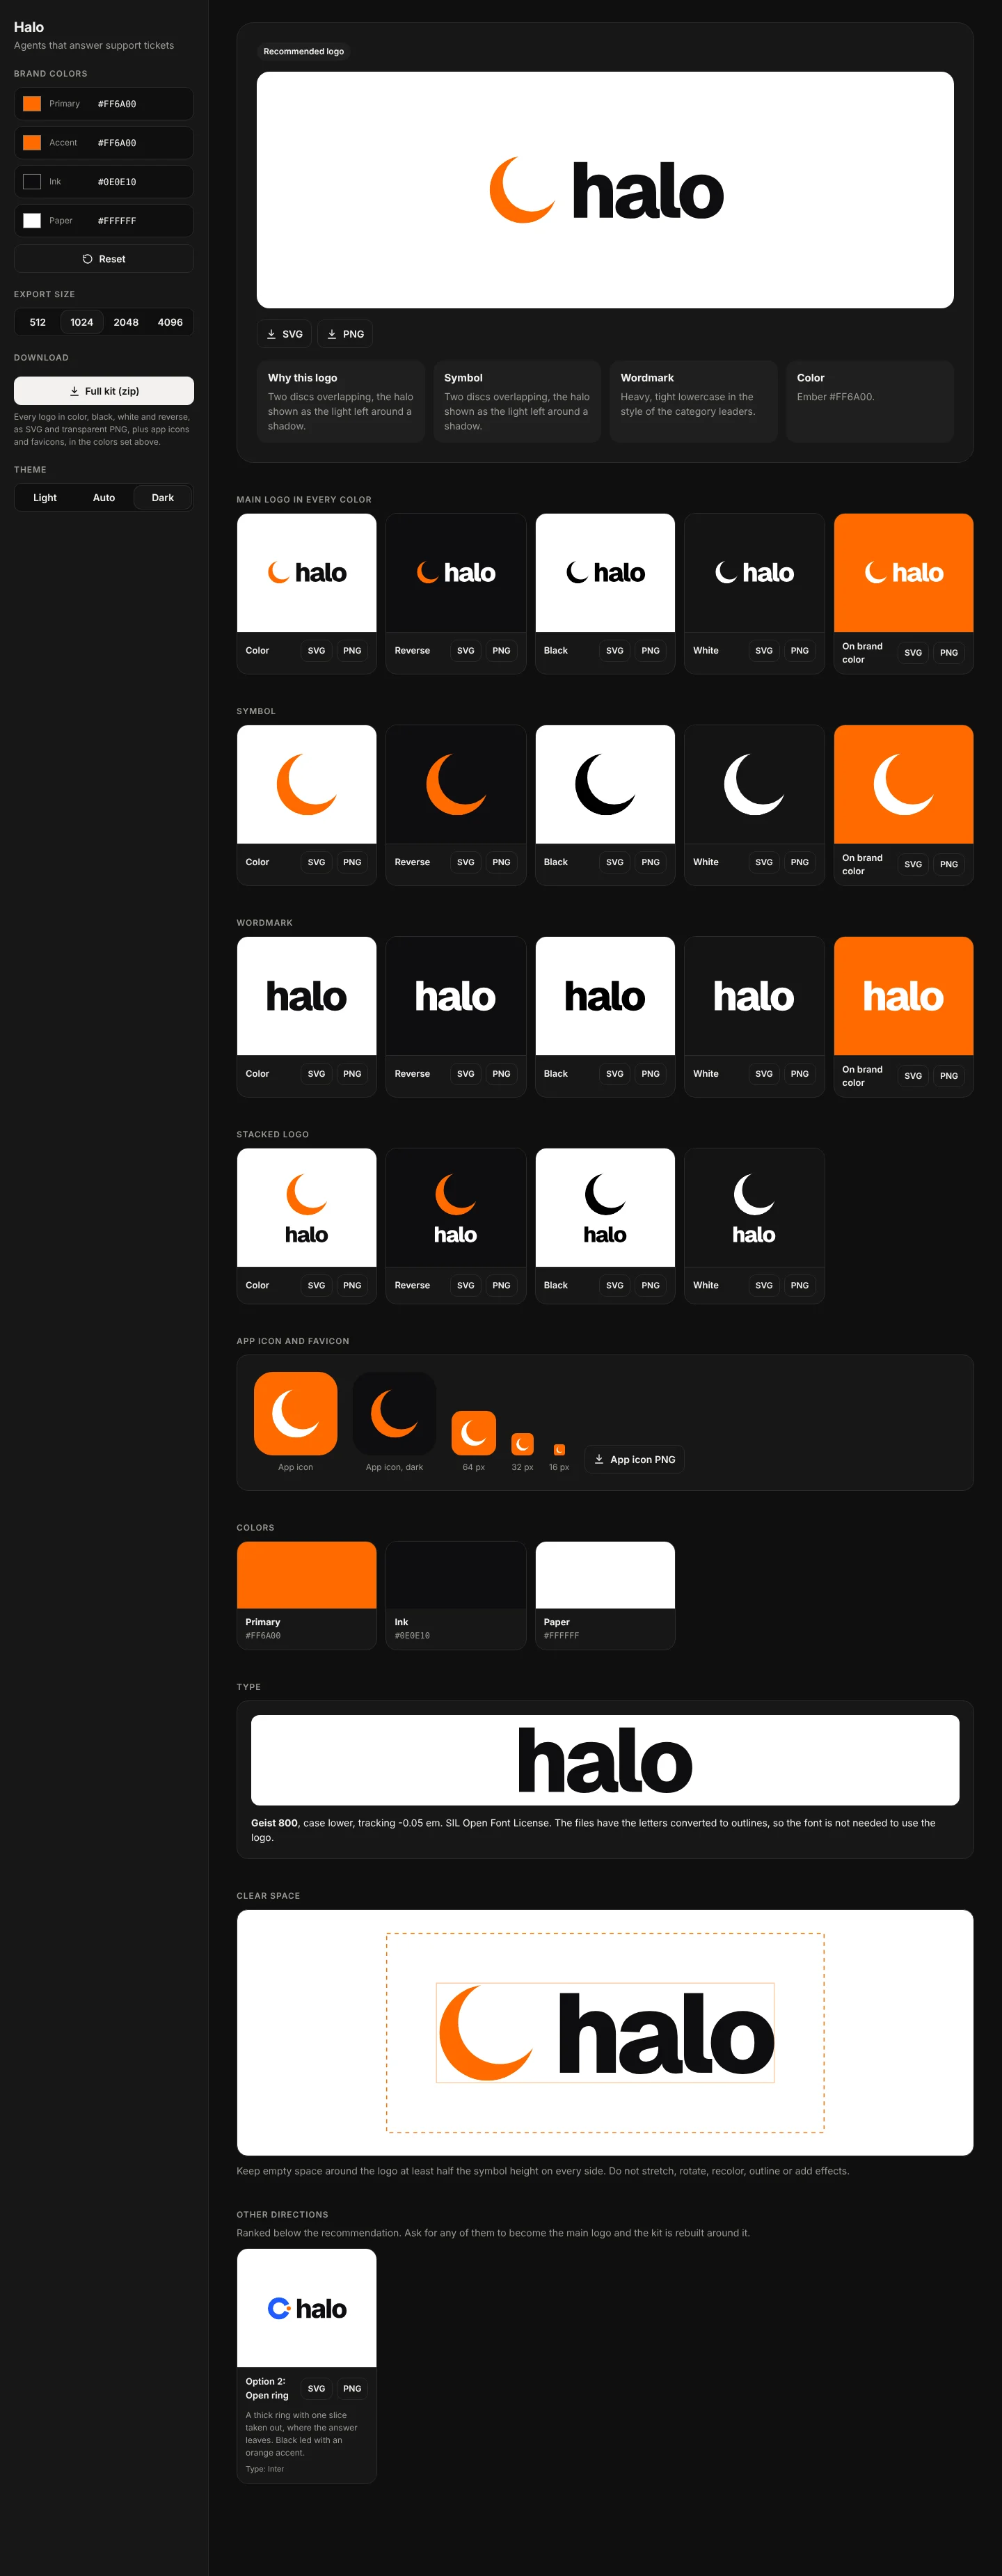 Halo
Agents that answer support tickets
BRAND COLORS
Primary #FF6A00
Accent #FF6A00
Ink #0E0E10
Paper #FFFFFF
Reset
EXPORT SIZE
512 1024 2048 4096
DOWNLOAD
Full kit (zip)
Every logo in color, black, white and reverse,
as SVG and transparent PNG, plus app icons
and favicons, in the colors set above.
THEME
Light Auto Dark
Recommended logo
halo
SVG PNG
Why this logo
Two discs overlapping, the halo
shown as the light left around a
shadow.
Symbol
Two discs overlapping, the halo
shown as the light left around a
shadow.
Wordmark
Heavy, tight lowercase in the
style of the category leaders.
Color
Ember #FF6A00.
MAIN LOGO IN EVERY COLOR
halo halo halo halo halo
Color SVG PNG
Reverse SVG PNG
Black SVG PNG
White SVG PNG
On brand
color SVG PNG
SYMBOL
Color SVG PNG
Reverse SVG PNG
Black SVG PNG
White SVG PNG
On brand
color SVG PNG
WORDMARK
halo halo halo halo halo
Color SVG PNG
Reverse SVG PNG
Black SVG PNG
White SVG PNG
On brand
color SVG PNG
STACKED LOGO
halo halo halo halo
Color SVG PNG
Reverse SVG PNG
Black SVG PNG
White SVG PNG
APP ICON AND FAVICON
App icon
App icon, dark
64 px
32 px
16 px
App icon PNG
COLORS
Primary
#FF6A00
Ink
#0E0E10
Paper
#FFFFFF
TYPE
halo
Geist 800, case lower, tracking -0.05 em. SIL Open Font License. The files have the letters converted to outlines, so the font is not needed to use the
logo.
CLEAR SPACE
halo
Keep empty space around the logo at least half the symbol height on every side. Do not stretch, rotate, recolor, outline or add effects.
OTHER DIRECTIONS
Ranked below the recommendation. Ask for any of them to become the main logo and the kit is rebuilt around it.
halo
Option 2:
Open ring SVG PNG
A thick ring with one slice
taken out, where the answer
leaves. Black led with an
orange accent.
Type: Inter